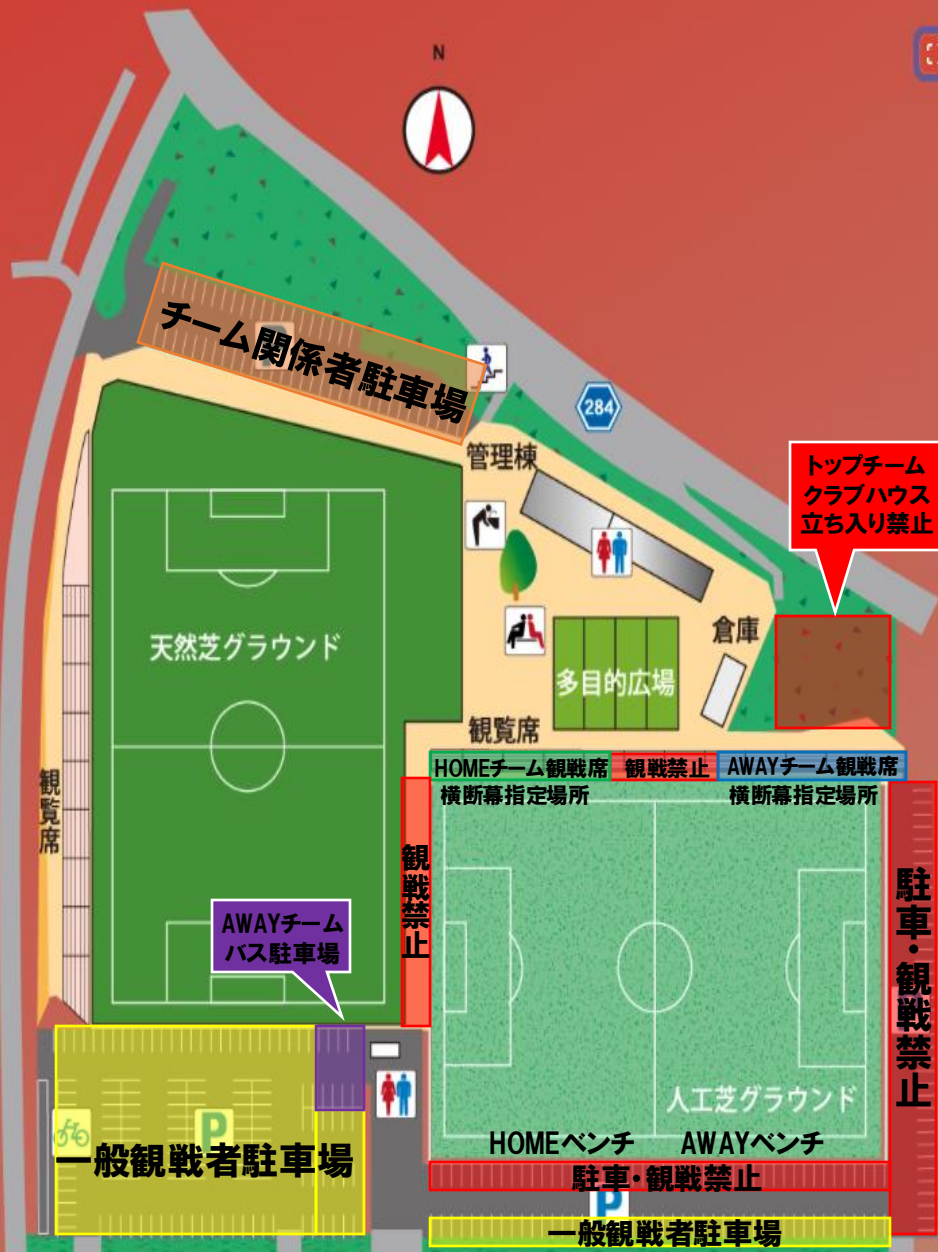 N
チーム関係者駐車場
284
管理棟
トップチーム
クラブハウス
立ち入り禁止
天然芝グラウンド
倉庫
多目的広場
観覧席
観覧席
HOMEチーム観戦席
横断幕指定場所
観戦禁止
AWAYチーム観戦席
横断幕指定場所
観戦禁止
駐車・観戦禁止
AWAYチーム
バス駐車場
人工芝グラウンド
HOMEベンチ
AWAYベンチ
P
一般観戦者駐車場
駐車・観戦禁止
P
一般観戦者駐車場